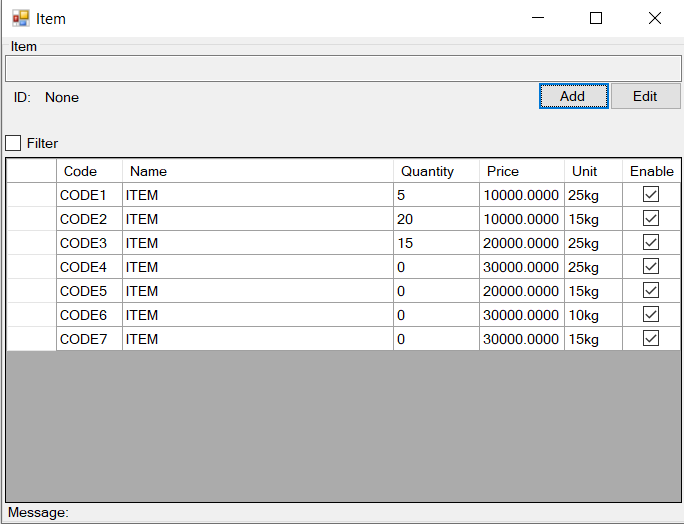 Item
Item
ID: None
Add Edit
Filter
Code Name Quantity Price Unit Enable
CODE1 ITEM 5 10000.0000 25kg
CODE2 ITEM 20 10000.0000 15kg
CODE3 ITEM 15 20000.0000 25kg
CODE4 ITEM 0 30000.0000 25kg
CODE5 ITEM 0 20000.0000 15kg
CODE6 ITEM 0 30000.0000 10kg
CODE7 ITEM 0 30000.0000 15kg
Message: